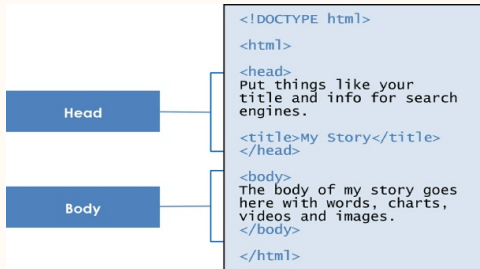 <!DOCTYPE html>
<html>
<head>
Put things like your
title and info for search
engines.
<title>My Story</title>
</head>
<body>
The body of my story goes
here with words, charts,
videos and images.
</body>
</html>
Head
Body